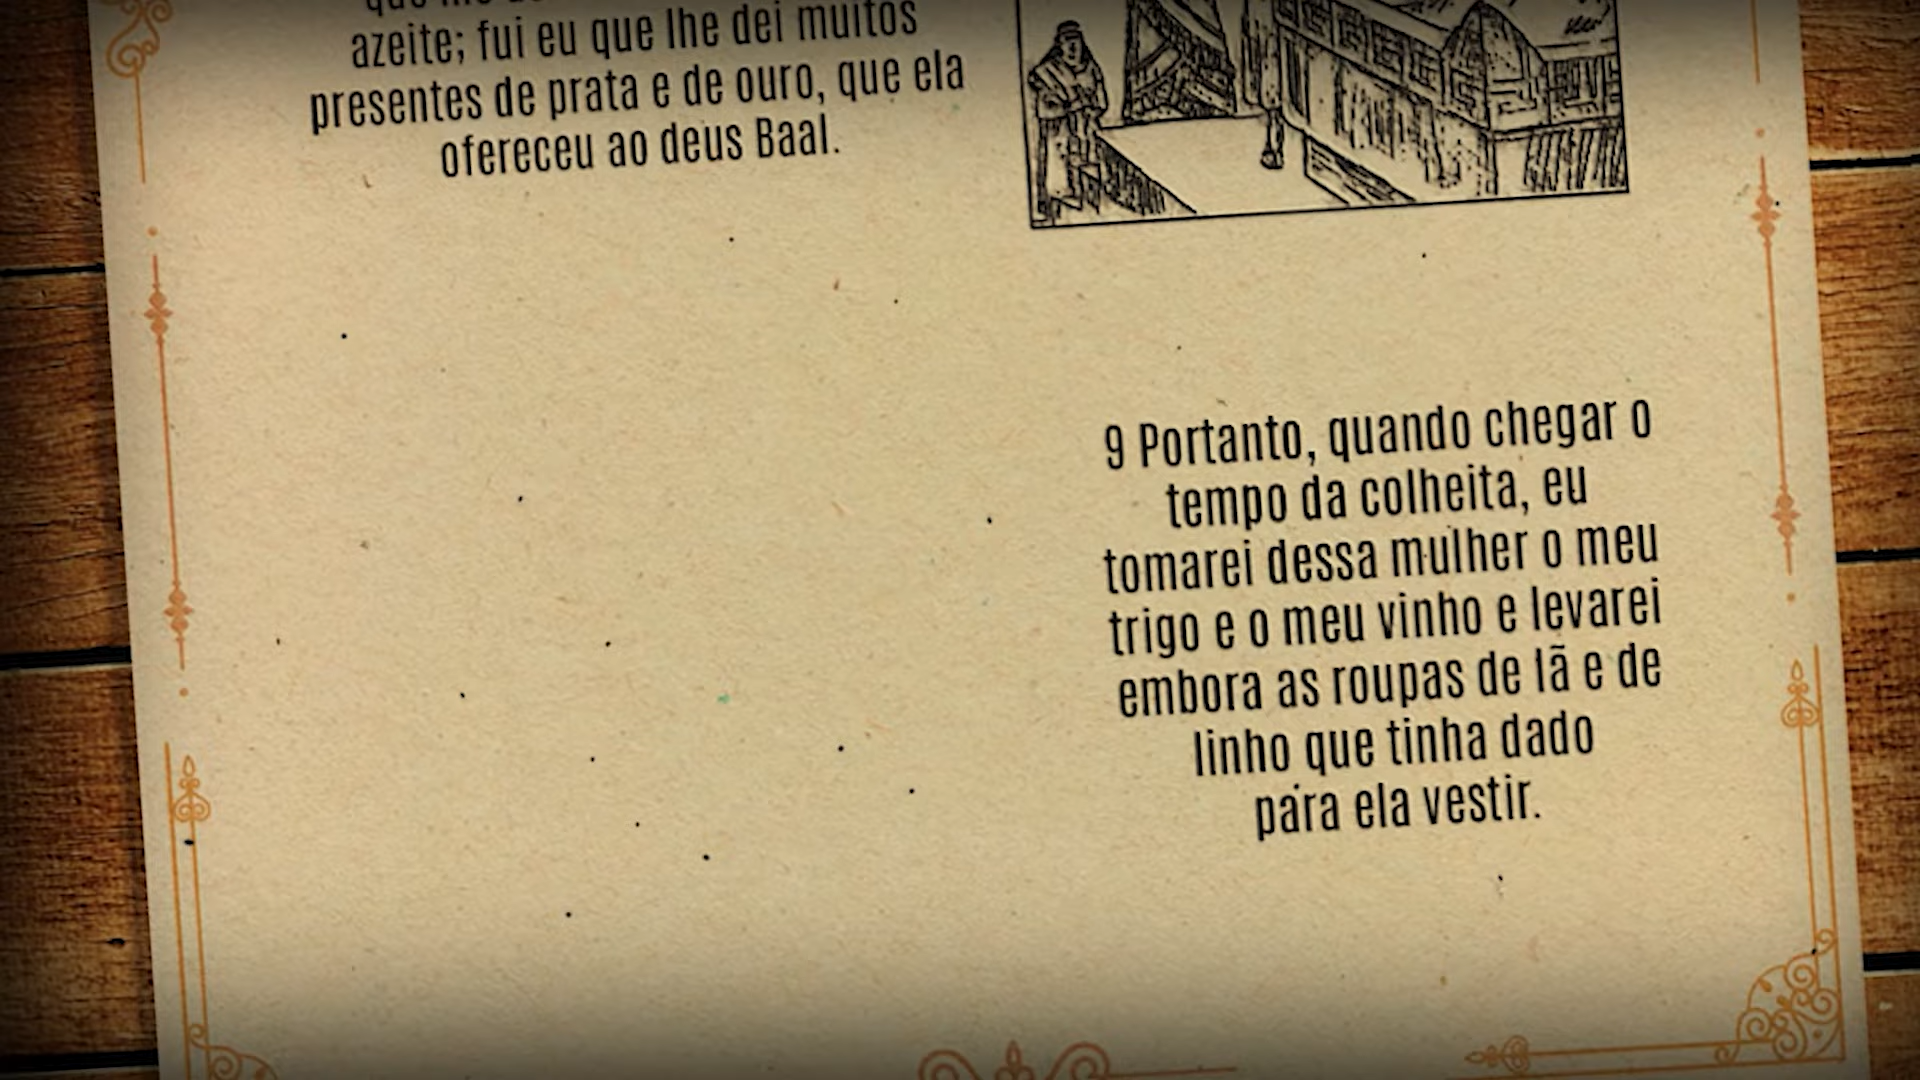 azeite; fui eu que lhe dei muitos
presentes de prata e de ouro, que ela
ofereceu ao deus Baal.
9 Portanto, quando chegar o
tempo da colheita, eu
tomarei dessa mulher o meu
trigo e o meu vinho e levarei
embora as roupas de lã e de
linho que tinha dado
para ela vestir.